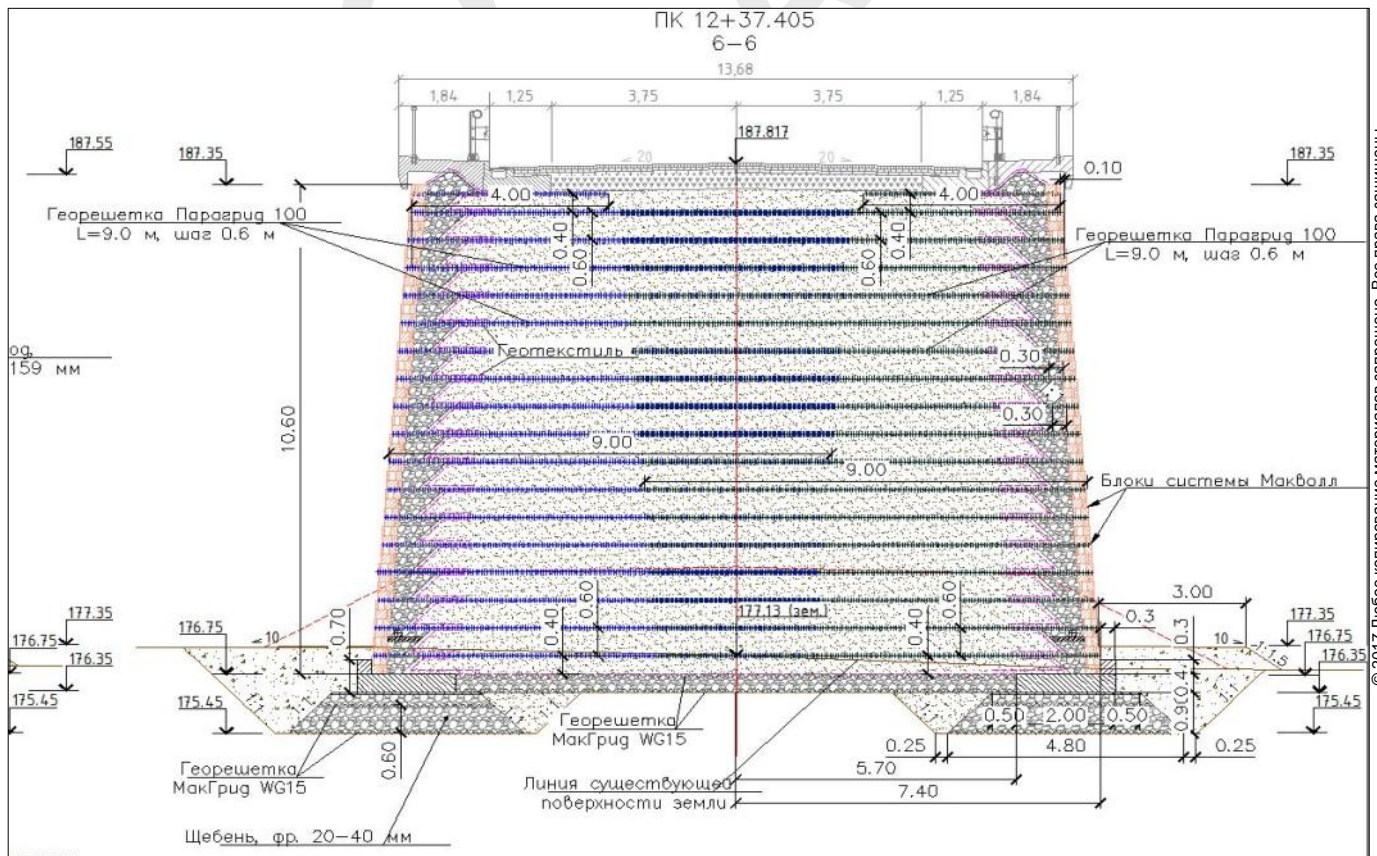 ПК 12+37.405
6–6
13,68
1,84 1,25 3,75 3,75 1,25 1,84
187.817
187.55
187.35
187.35
20 20
0.10
4.00 4.00
Георешетка Парагрид 100
L=9.0 м, шаг 0.6 м
Георешетка Парагрид 100
L=9.0 м, шаг 0.6 м
0.40
0.60
0.40
0.60
Геотекстиль
159 мм
0.30
0.30
10.60
9.00
9.00
Блоки системы Макволл
3.00
177.13 (зем.)
0.60
0.40
0.60
0.40
0.70
0.3
0.3
10
10
1:1.5
177.35
176.75
176.75
176.35
175.45
175.45
177.35
176.75
176.35
175.45
0.4
0.90
0.4
1:1
0.50 2.00 0.50
0.25 4.80 0.25
5.70
7.40
0.60
Георешетка
МакГрид WG15
Георешетка
МакГрид WG15
Линия существующей
поверхности земли
Щебень, фр. 20–40 мм